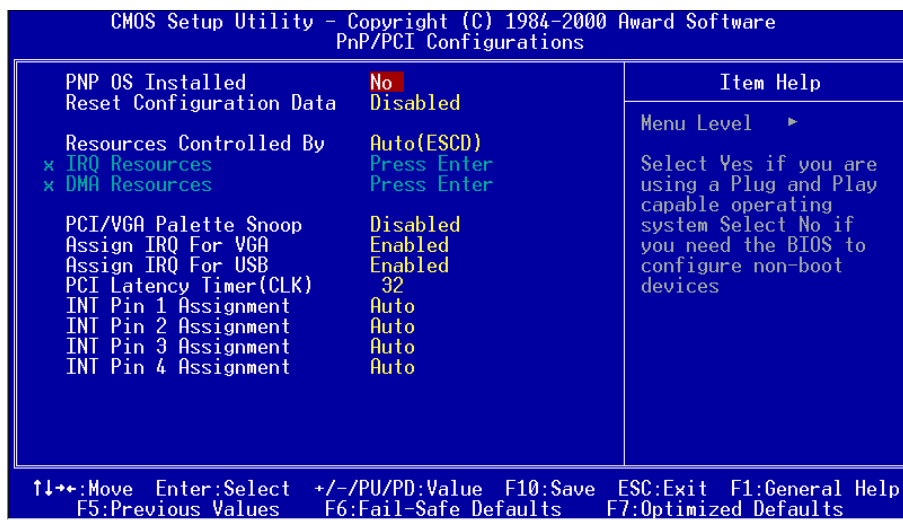 CMOS Setup Utility - Copyright (C) 1984-2000 Award Software
PnP/PCI Configurations
PNP OS Installed No
Reset Configuration Data Disabled
Resources Controlled By Auto(ESCD)
x IRQ Resources Press Enter
x DMA Resources Press Enter
PCI/VGA Palette Snoop Disabled
Assign IRQ For VGA Enabled
Assign IRQ For USB Enabled
PCI Latency Timer(CLK) 32
INT Pin 1 Assignment Auto
INT Pin 2 Assignment Auto
INT Pin 3 Assignment Auto
INT Pin 4 Assignment Auto
Item Help
Menu Level ►
Select Yes if you are
using a Plug and Play
capable operating
system Select No if
you need the BIOS to
configure non-boot
devices
↑↓→←:Move Enter:Select +/-/PU/PD:Value F10:Save ESC:Exit F1:General Help
F5:Previous Values F6:Fail-Safe Defaults F7:Optimized Defaults